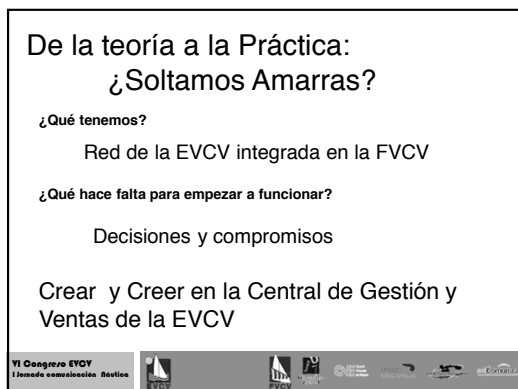 De la teoría a la Práctica:
¿Soltamos Amarras?
¿Qué tenemos?
Red de la EVCV integrada en la FVCV
¿Qué hace falta para empezar a funcionar?
Decisiones y compromisos
Crear y Creer en la Central de Gestión y
Ventas de la EVCV
VI Congreso EVCV
I Jornada comunicación Náutica
EVCV
FVCV